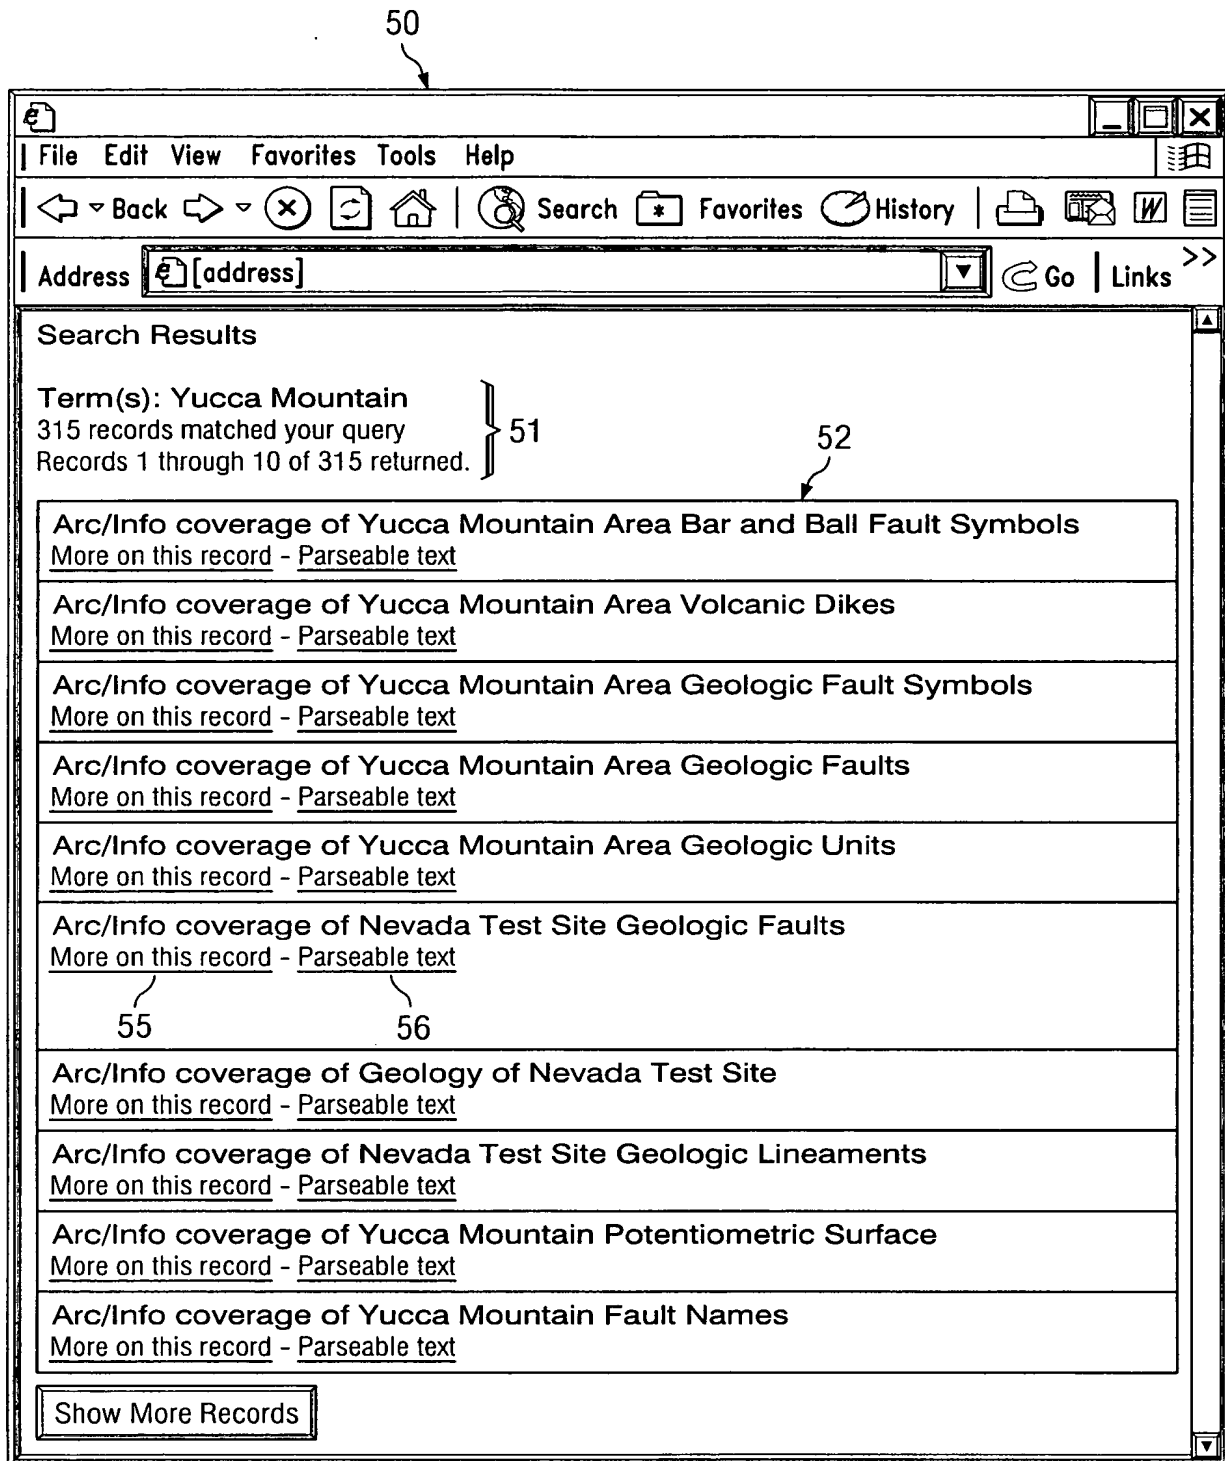 50
File Edit View Favorites Tools Help
Back Search Favorites History W
Address [address] Go Links >>
Search Results
Term(s): Yucca Mountain
315 records matched your query
Records 1 through 10 of 315 returned.
51
52
Arc/Info coverage of Yucca Mountain Area Bar and Ball Fault Symbols
More on this record - Parseable text
Arc/Info coverage of Yucca Mountain Area Volcanic Dikes
More on this record - Parseable text
Arc/Info coverage of Yucca Mountain Area Geologic Fault Symbols
More on this record - Parseable text
Arc/Info coverage of Yucca Mountain Area Geologic Faults
More on this record - Parseable text
Arc/Info coverage of Yucca Mountain Area Geologic Units
More on this record - Parseable text
Arc/Info coverage of Nevada Test Site Geologic Faults
More on this record - Parseable text
55 56
Arc/Info coverage of Geology of Nevada Test Site
More on this record - Parseable text
Arc/Info coverage of Nevada Test Site Geologic Lineaments
More on this record - Parseable text
Arc/Info coverage of Yucca Mountain Potentiometric Surface
More on this record - Parseable text
Arc/Info coverage of Yucca Mountain Fault Names
More on this record - Parseable text
Show More Records